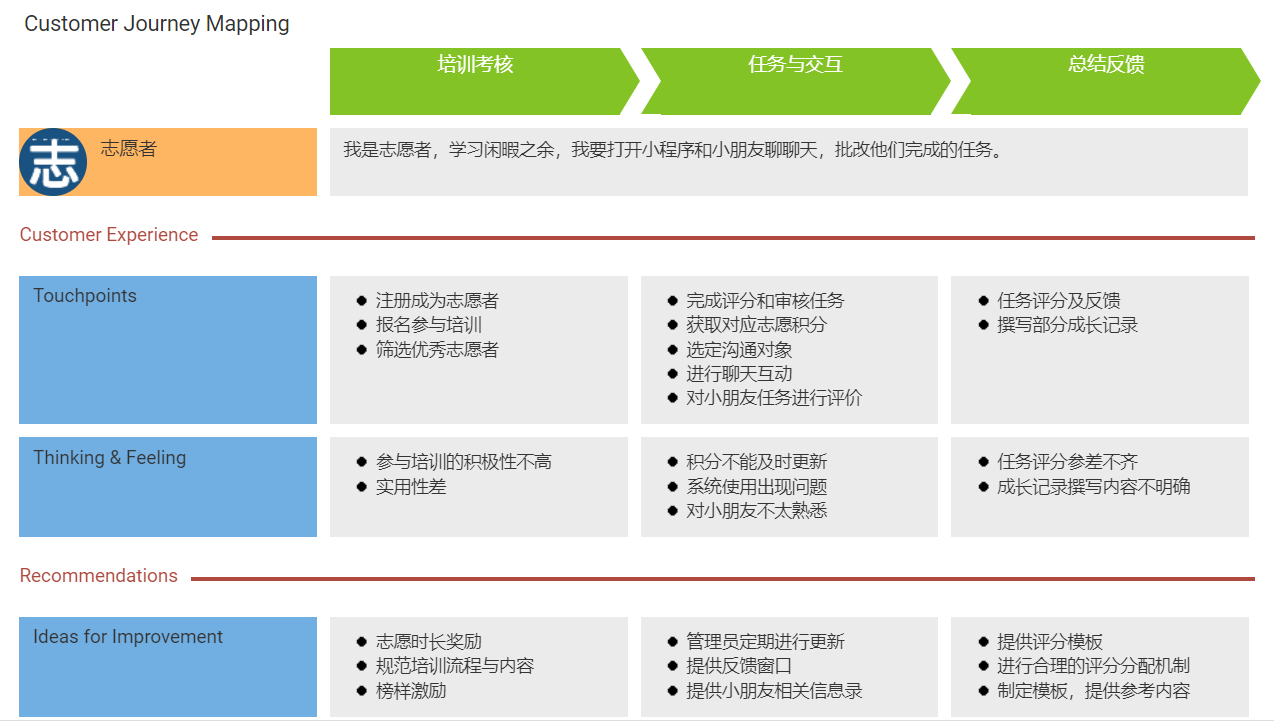 Customer Journey Mapping
培训考核
任务与交互
总结反馈
志
志愿者
我是志愿者，学习闲暇之余，我要打开小程序和小朋友聊聊天，批改他们完成的任务。
Customer Experience
Touchpoints
注册成为志愿者
报名参与培训
筛选优秀志愿者
完成评分和审核任务
获取对应志愿积分
选定沟通对象
进行聊天互动
对小朋友任务进行评价
任务评分及反馈
撰写部分成长记录
Thinking & Feeling
参与培训的积极性不高
实用性差
积分不能及时更新
系统使用出现问题
对小朋友不太熟悉
任务评分参差不齐
成长记录撰写内容不明确
Recommendations
Ideas for Improvement
志愿时长奖励
规范培训流程与内容
榜样激励
管理员定期进行更新
提供反馈窗口
提供小朋友相关信息录
提供评分模板
进行合理的评分分配机制
制定模板，提供参考内容